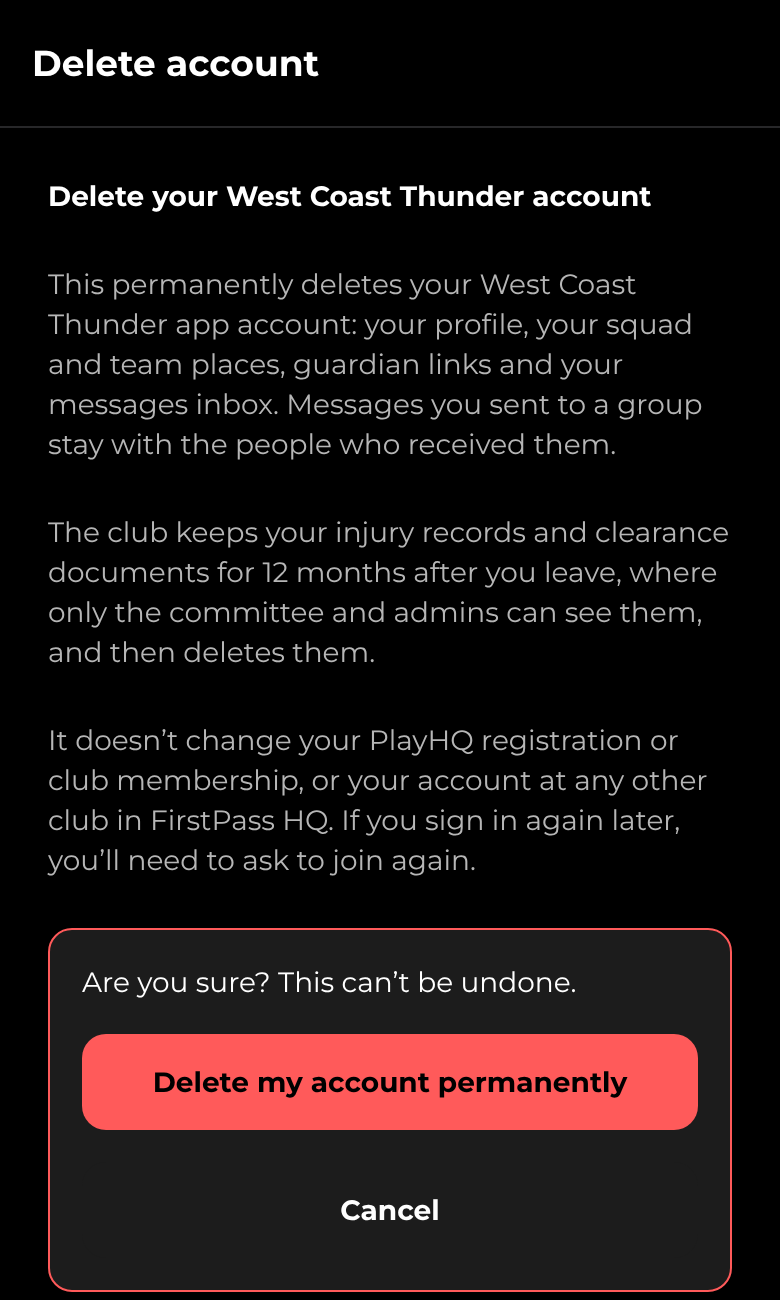 Delete account
Delete your West Coast Thunder account
This permanently deletes your West Coast
Thunder app account: your profile, your squad
and team places, guardian links and your
messages inbox. Messages you sent to a group
stay with the people who received them.
The club keeps your injury records and clearance
documents for 12 months after you leave, where
only the committee and admins can see them,
and then deletes them.
It doesn’t change your PlayHQ registration or
club membership, or your account at any other
club in FirstPass HQ. If you sign in again later,
you’ll need to ask to join again.
Are you sure? This can’t be undone.
Delete my account permanently
Cancel